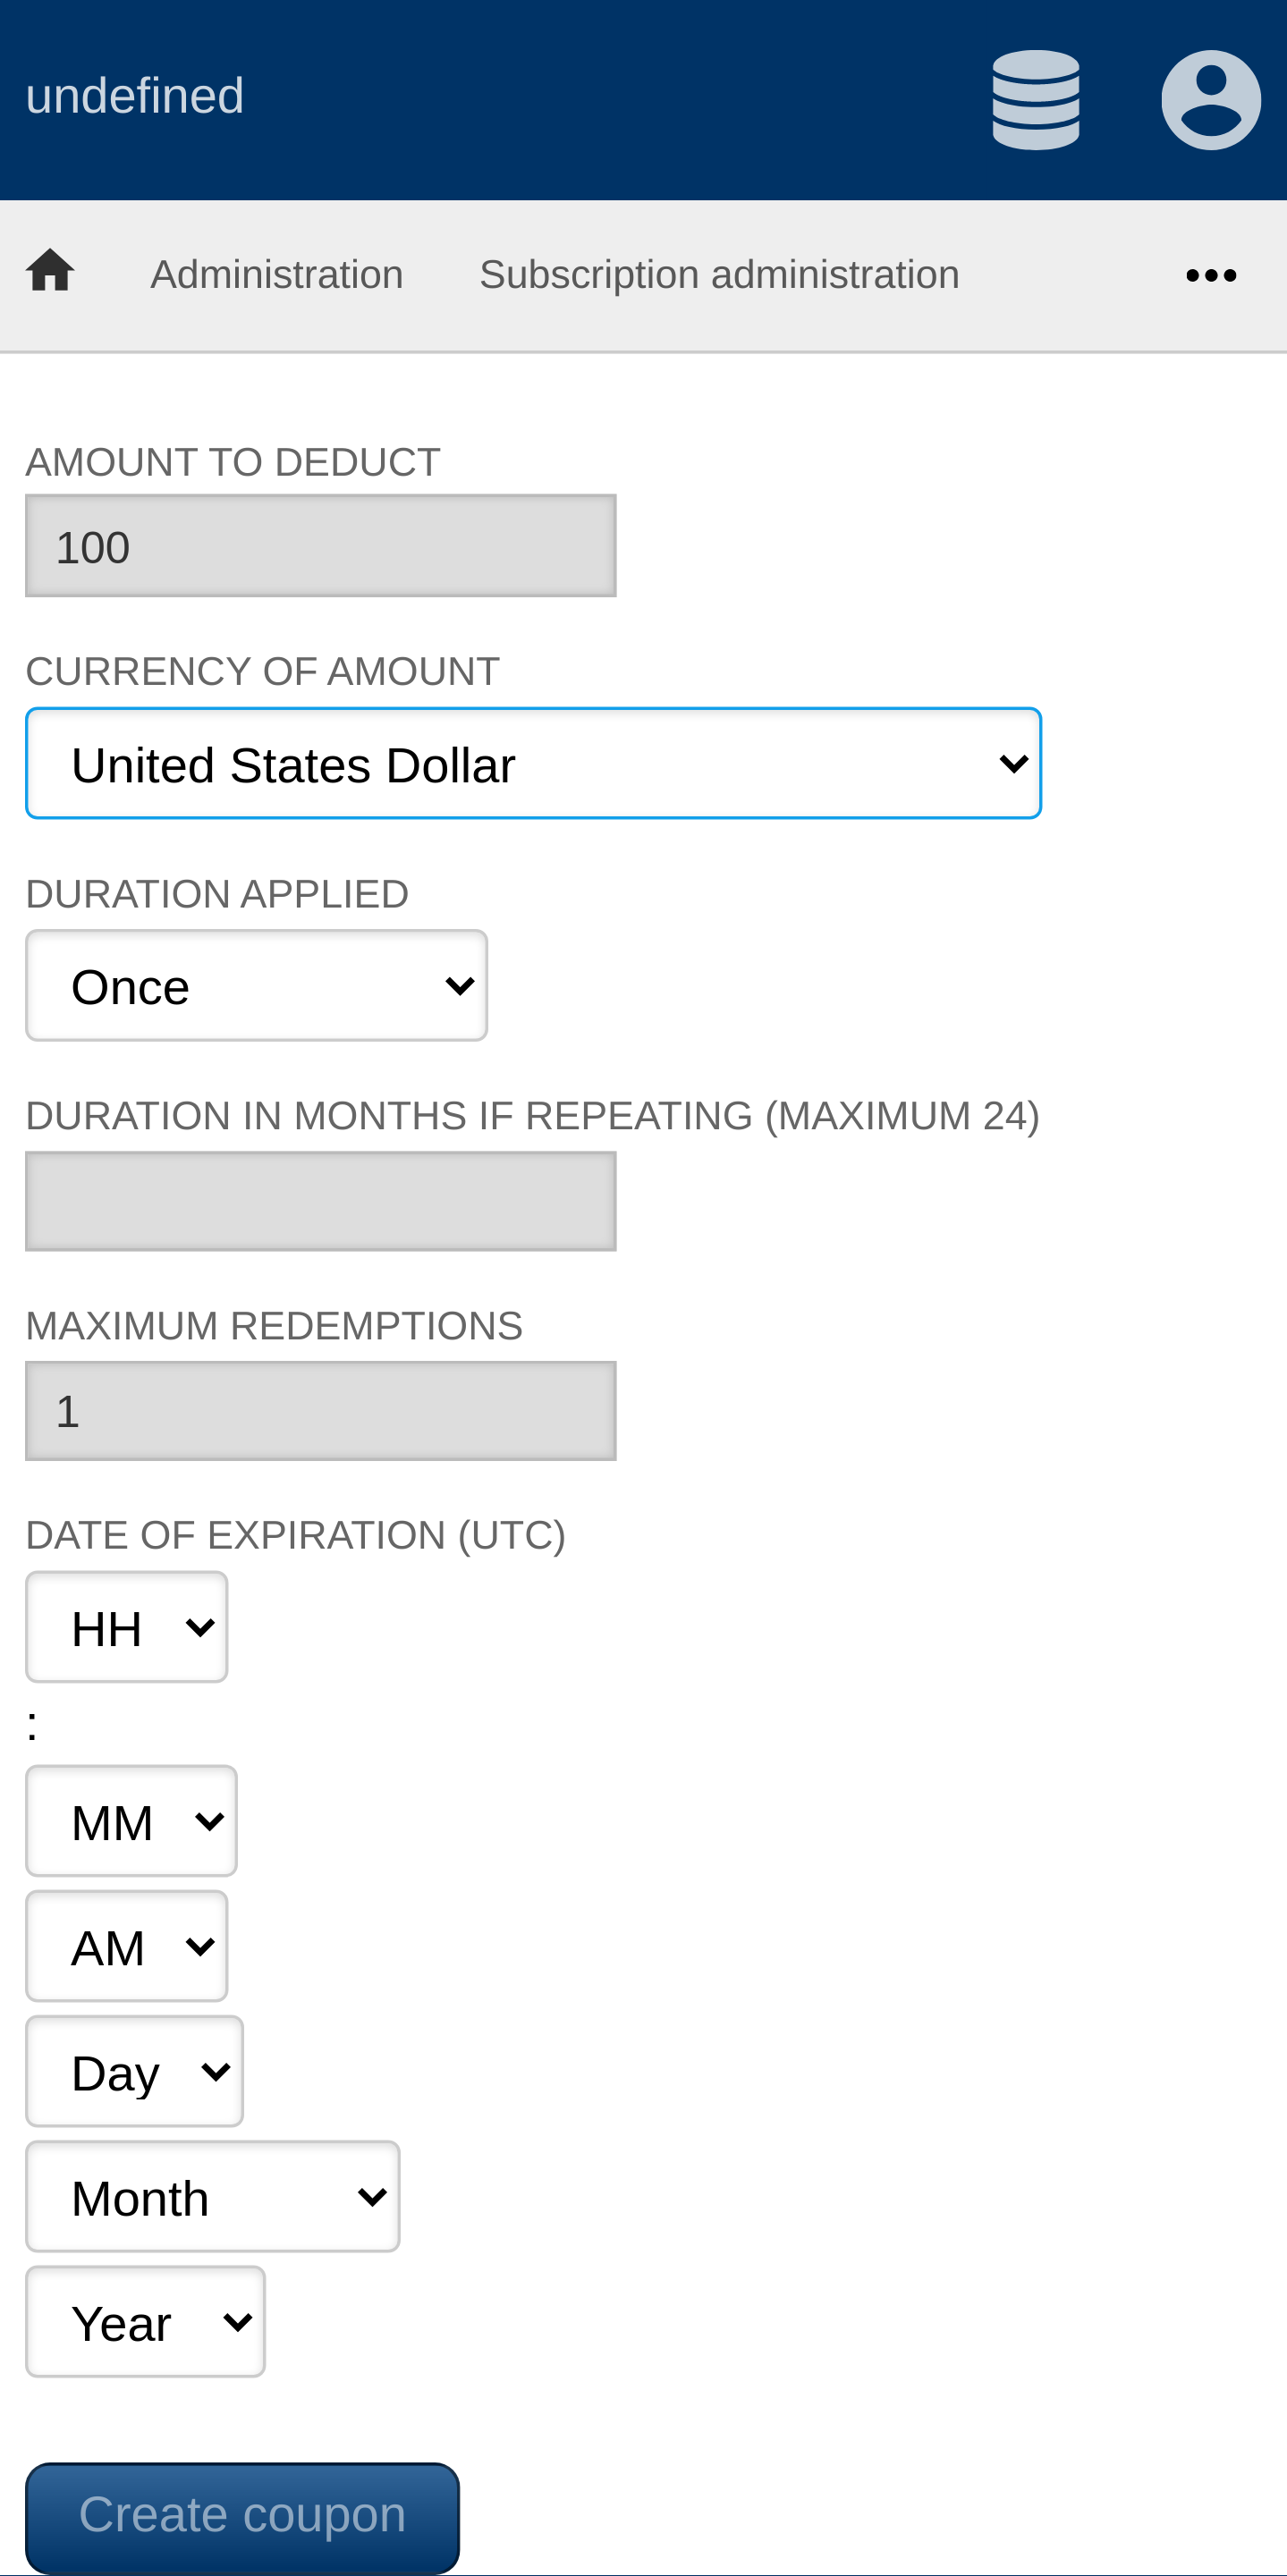 undefined
Administration Subscription administration
AMOUNT TO DEDUCT
100
CURRENCY OF AMOUNT
United States Dollar
DURATION APPLIED
Once
DURATION IN MONTHS IF REPEATING (MAXIMUM 24)
MAXIMUM REDEMPTIONS
1
DATE OF EXPIRATION (UTC)
HH
:
MM
AM
Day
Month
Year
Create coupon